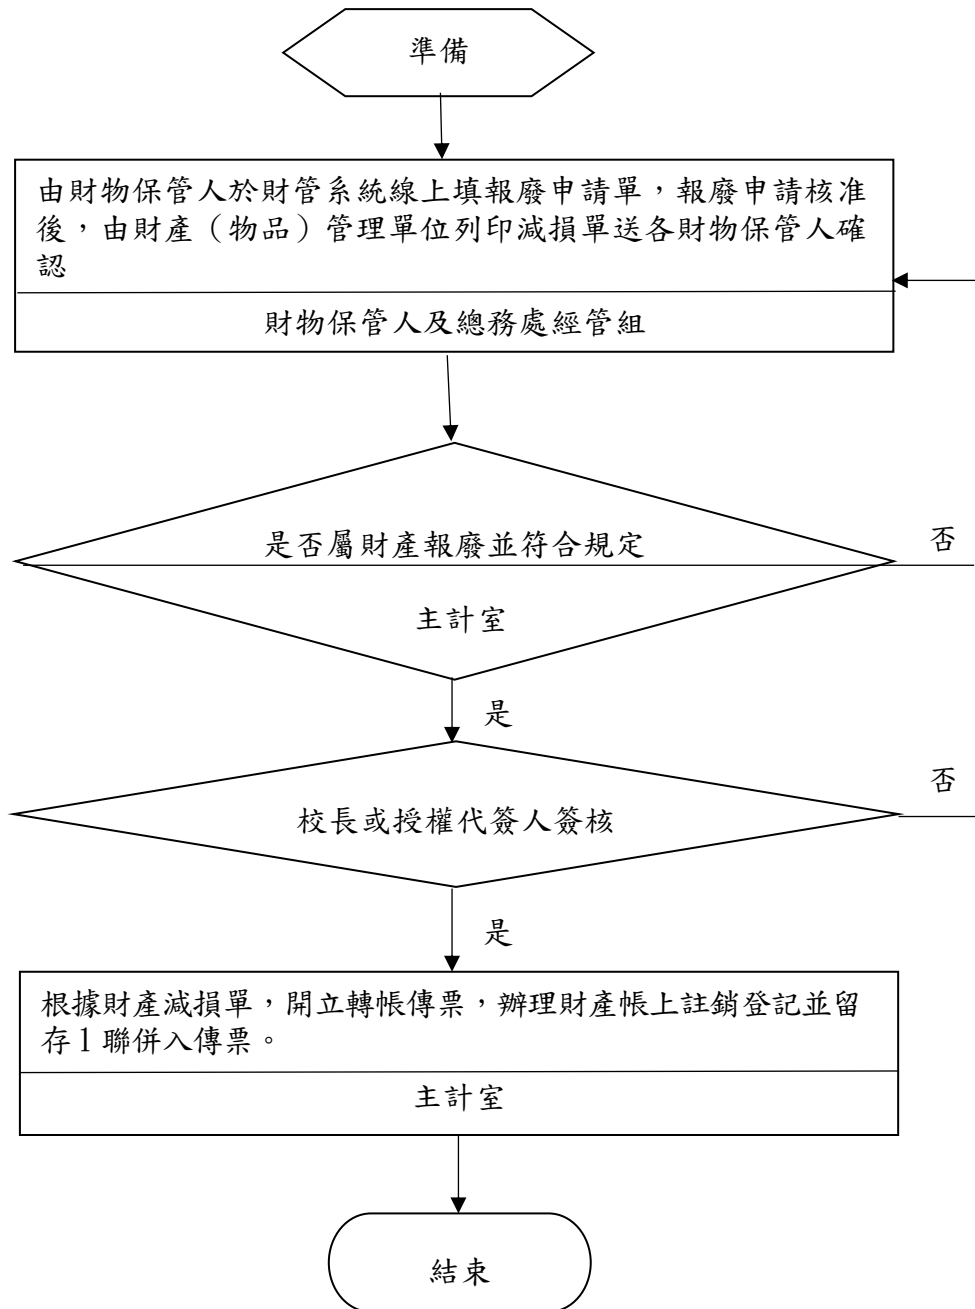 準備
由財物保管人於財管系統線上填報廢申請單，報廢申請核准
後，由財產（物品）管理單位列印減損單送各財物保管人確
認
財物保管人及總務處經管組
是否屬財產報廢並符合規定
否
主計室
是
否
校長或授權代簽人簽核
是
根據財產減損單，開立轉帳傳票，辦理財產帳上註銷登記並留
存1聯併入傳票。
主計室
結束